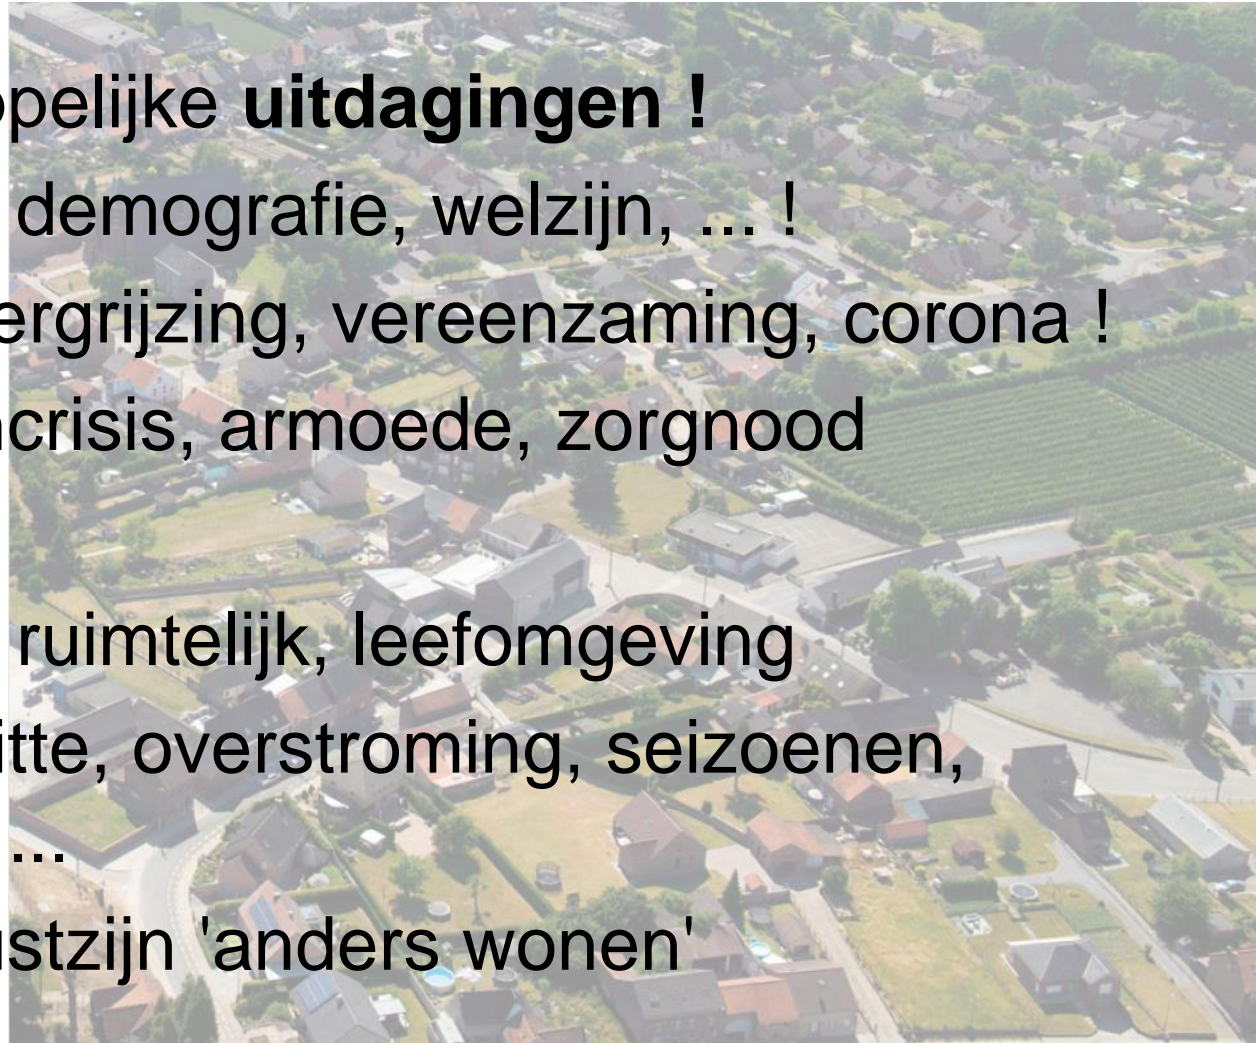 pelijke uitdagingen !
demografie, welzijn, ... !
ergrijzing, vereenzaming, corona !
crisis, armoede, zorgnood
ruimtelijk, leefomgeving
itte, overstroming, seizoenen,
...
stzijn 'anders wonen'